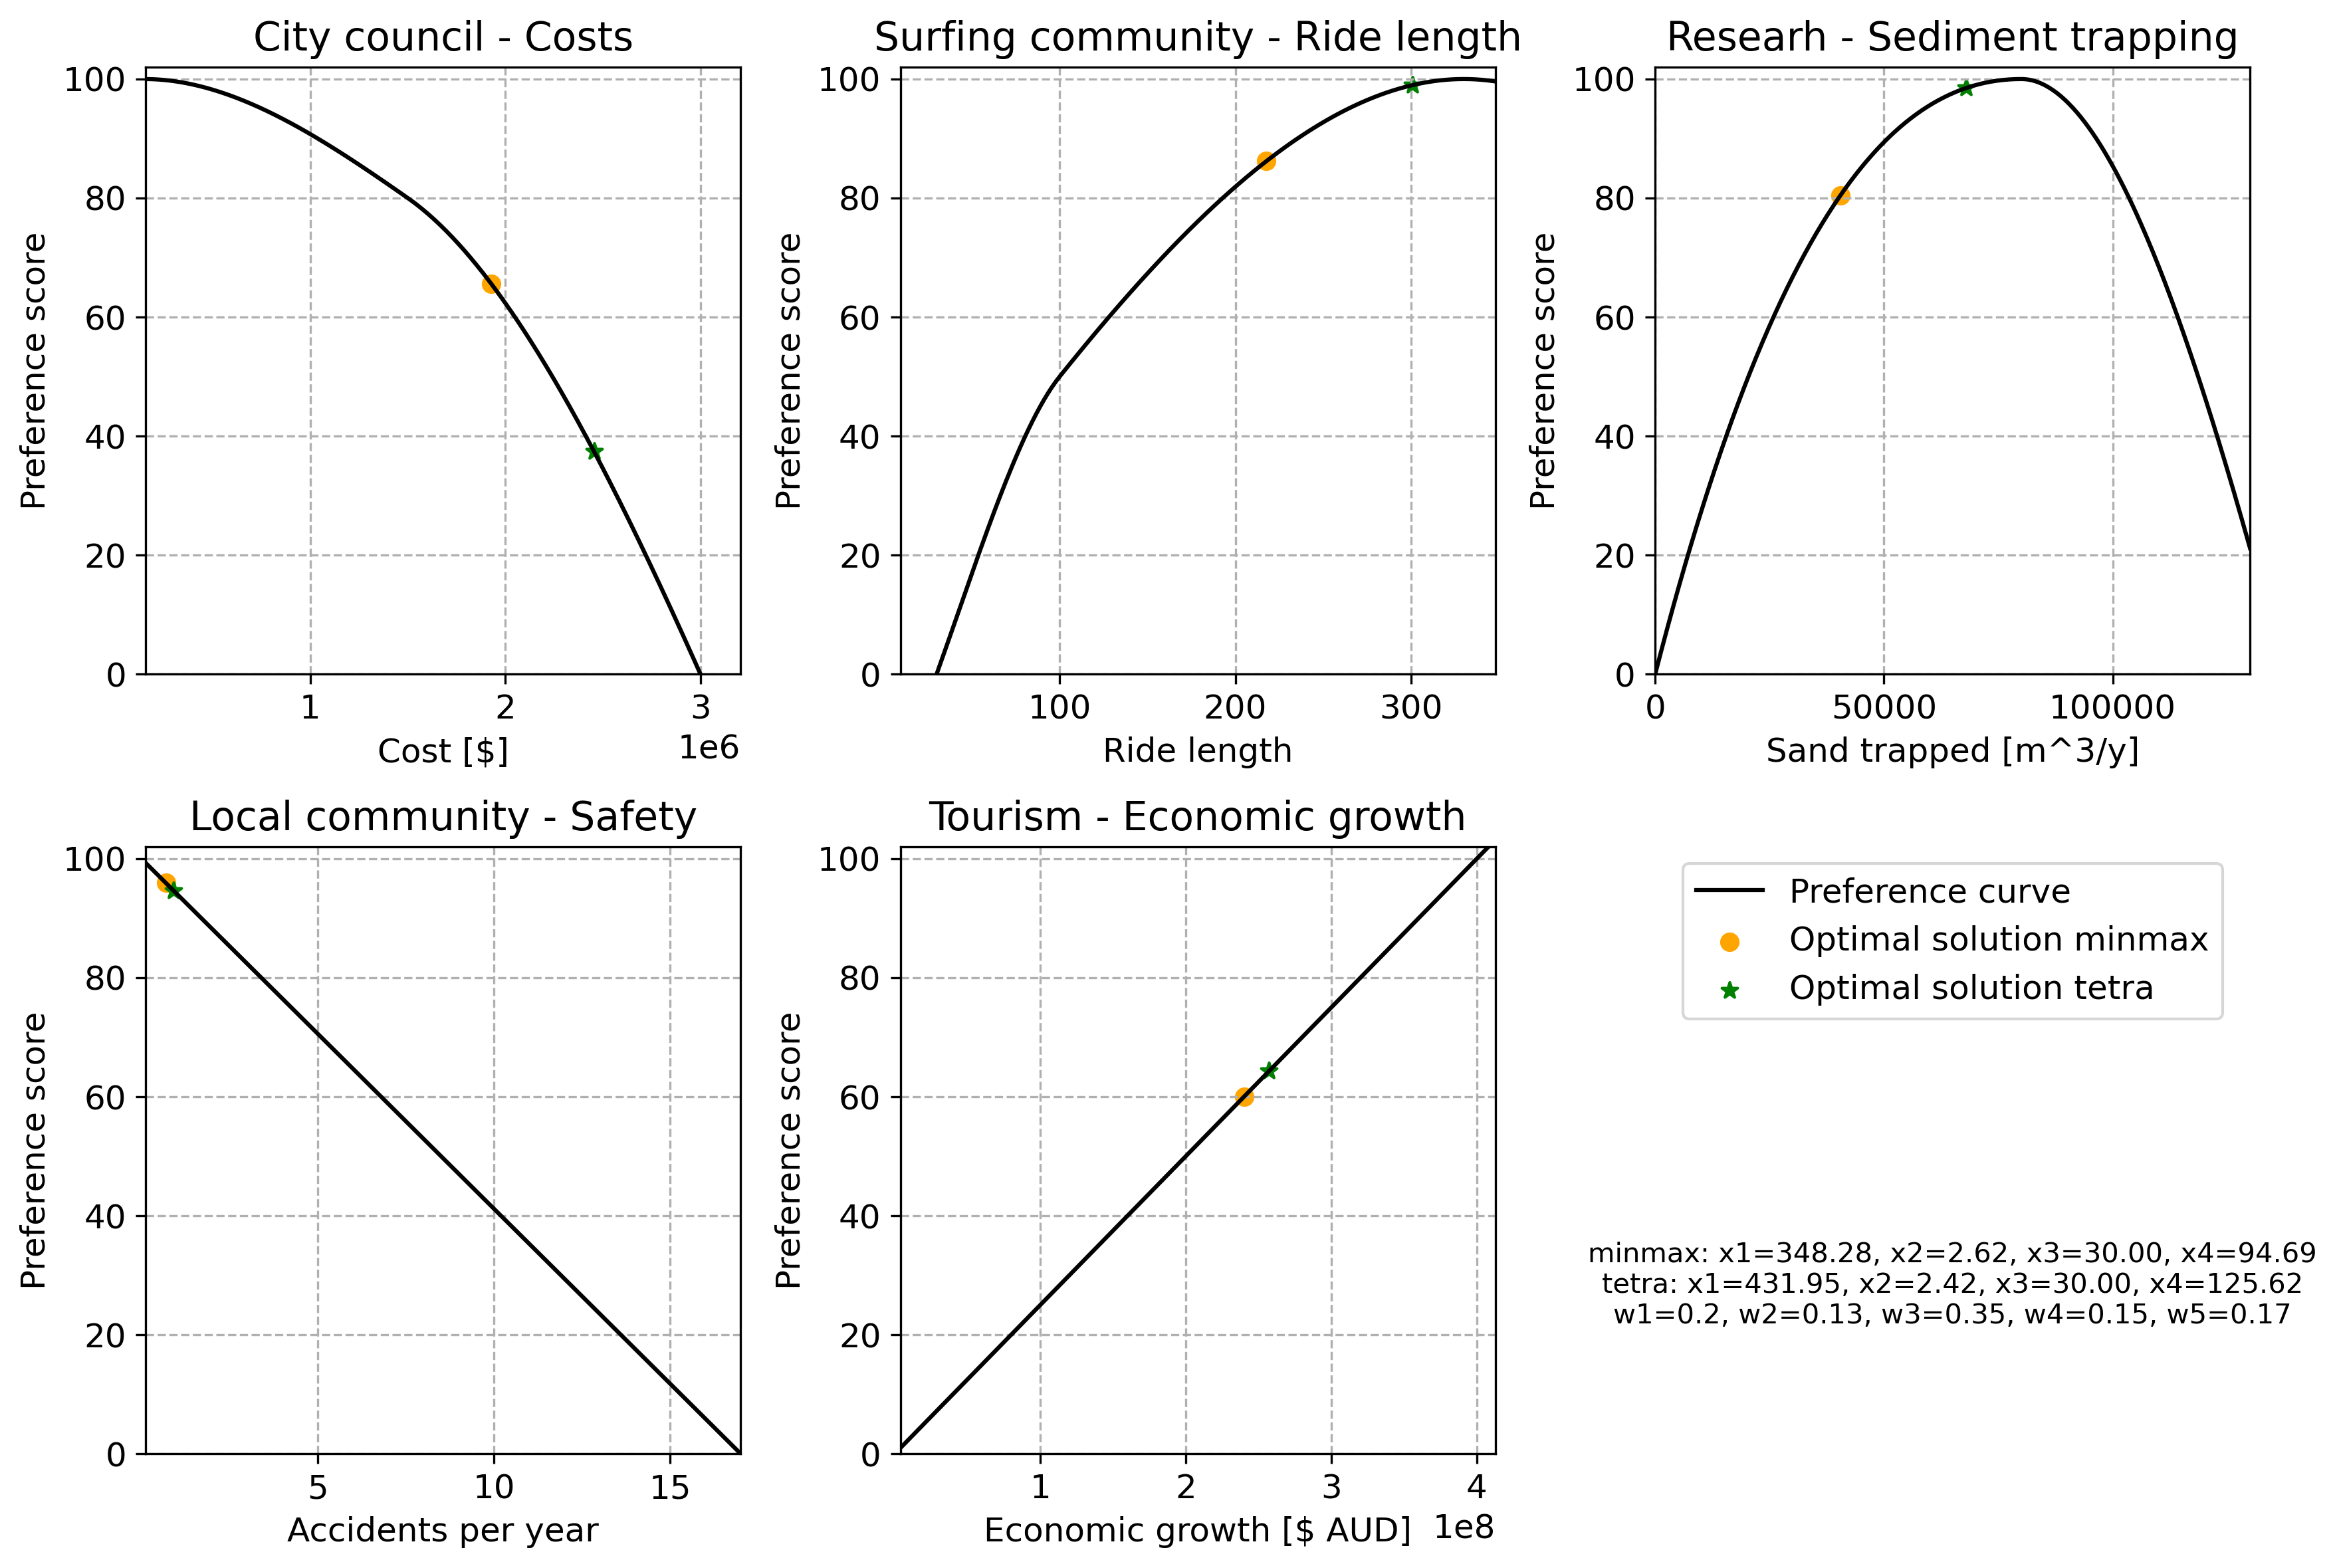 City council - Costs
100
80
60
40
20
0
Preference score
1
2
3
1e6
Cost [$]
Surfing community - Ride length
100
80
60
40
20
0
Preference score
100
200
300
Ride length
Researh - Sediment trapping
100
80
60
40
20
0
Preference score
0
50000
100000
Sand trapped [m^3/y]
Local community - Safety
100
80
60
40
20
0
Preference score
5
10
15
Accidents per year
Tourism - Economic growth
100
80
60
40
20
0
Preference score
1
2
3
4
1e8
Economic growth [$ AUD]
Preference curve
Optimal solution minmax
Optimal solution tetra
minmax: x1=348.28, x2=2.62, x3=30.00, x4=94.69
tetra: x1=431.95, x2=2.42, x3=30.00, x4=125.62
w1=0.2, w2=0.13, w3=0.35, w4=0.15, w5=0.17